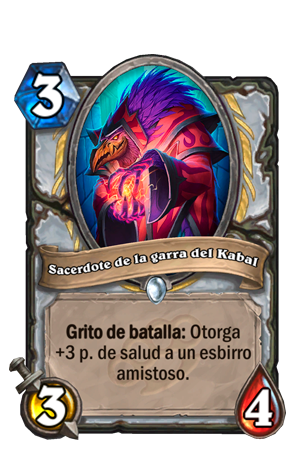 3
Sacerdote de la garra del Kabal
Grito de batalla: Otorga
+3 p. de salud a un esbirro
amistoso.
3
4